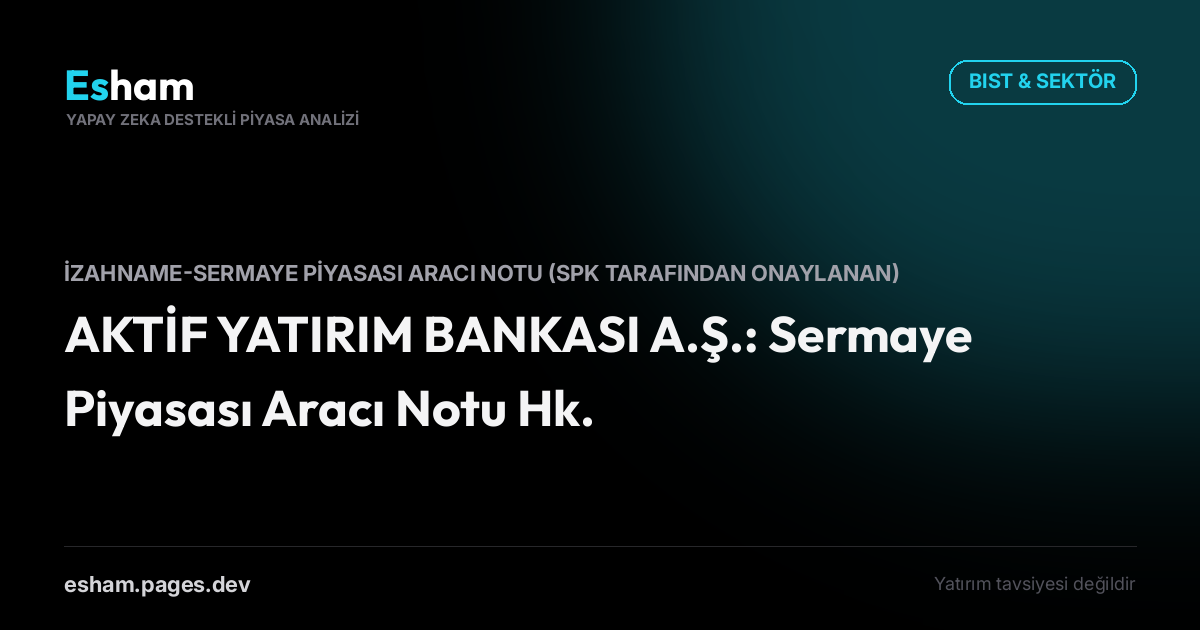 Esham
BIST & SEKTÖR
YAPAY ZEKA DESTEKLİ PİYASA ANALİZİ
İZAHNAME-SERMAYE PİYASASI ARACI NOTU (SPK TARAFINDAN ONAYLANAN)
AKTİF YATIRIM BANKASI A.Ş.: Sermaye
Piyasası Aracı Notu Hk.
esham.pages.dev
Yatırım tavsiyesi değildir